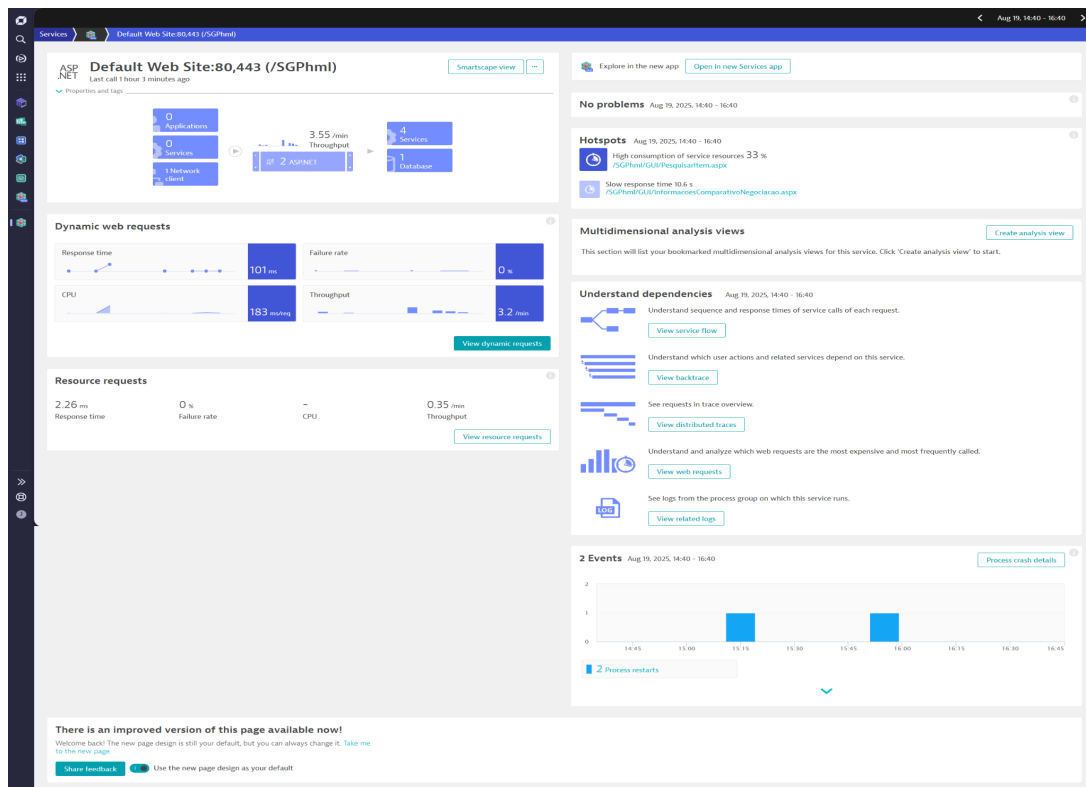 Aug 19, 14:40 - 16:40
Services
Default Web Site:80,443 (/SGPhml)
ASP
.NET
Default Web Site:80,443 (/SGPhml)
Last call 1 hour 3 minutes ago
Smartscape view
...
Properties and tags
0
Applications
0
Services
1 Network
client
3.55 /min
Throughput
2 ASP.NET
4
Services
1
Database
Dynamic web requests
Response time
101 ms
Failure rate
0 %
CPU
183 ms/req
Throughput
3.2 /min
View dynamic requests
Resource requests
2.26 ms
Response time
0 %
Failure rate
-
CPU
0.35 /min
Throughput
View resource requests
Explore in the new app
Open in new Services app
No problems Aug 19, 2025, 14:40 - 16:40
Hotspots Aug 19, 2025, 14:40 - 16:40
High consumption of service resources 33 %
/SGPhml/GUI/PesquisarItem.aspx
Slow response time 10.6 s
/SGPhml/GUI/InformacoesComparativoNegociacao.aspx
Multidimensional analysis views
Create analysis view
This section will list your bookmarked multidimensional analysis views for this service. Click 'Create analysis view' to start.
Understand dependencies Aug 19, 2025, 14:40 - 16:40
Understand sequence and response times of service calls of each request.
View service flow
Understand which user actions and related services depend on this service.
View backtrace
See requests in trace overview.
View distributed traces
Understand and analyze which web requests are the most expensive and most frequently called.
View web requests
LOG
See logs from the process group on which this service runs.
View related logs
2 Events Aug 19, 2025, 14:40 - 16:40
Process crash details
2
1
0
14:45 15:00 15:15 15:30 15:45 16:00 16:15 16:30 16:45
2 Process restarts
There is an improved version of this page available now!
Welcome back! The new page design is still your default, but you can always change it. Take me
to the new page
Share feedback
Use the new page design as your default